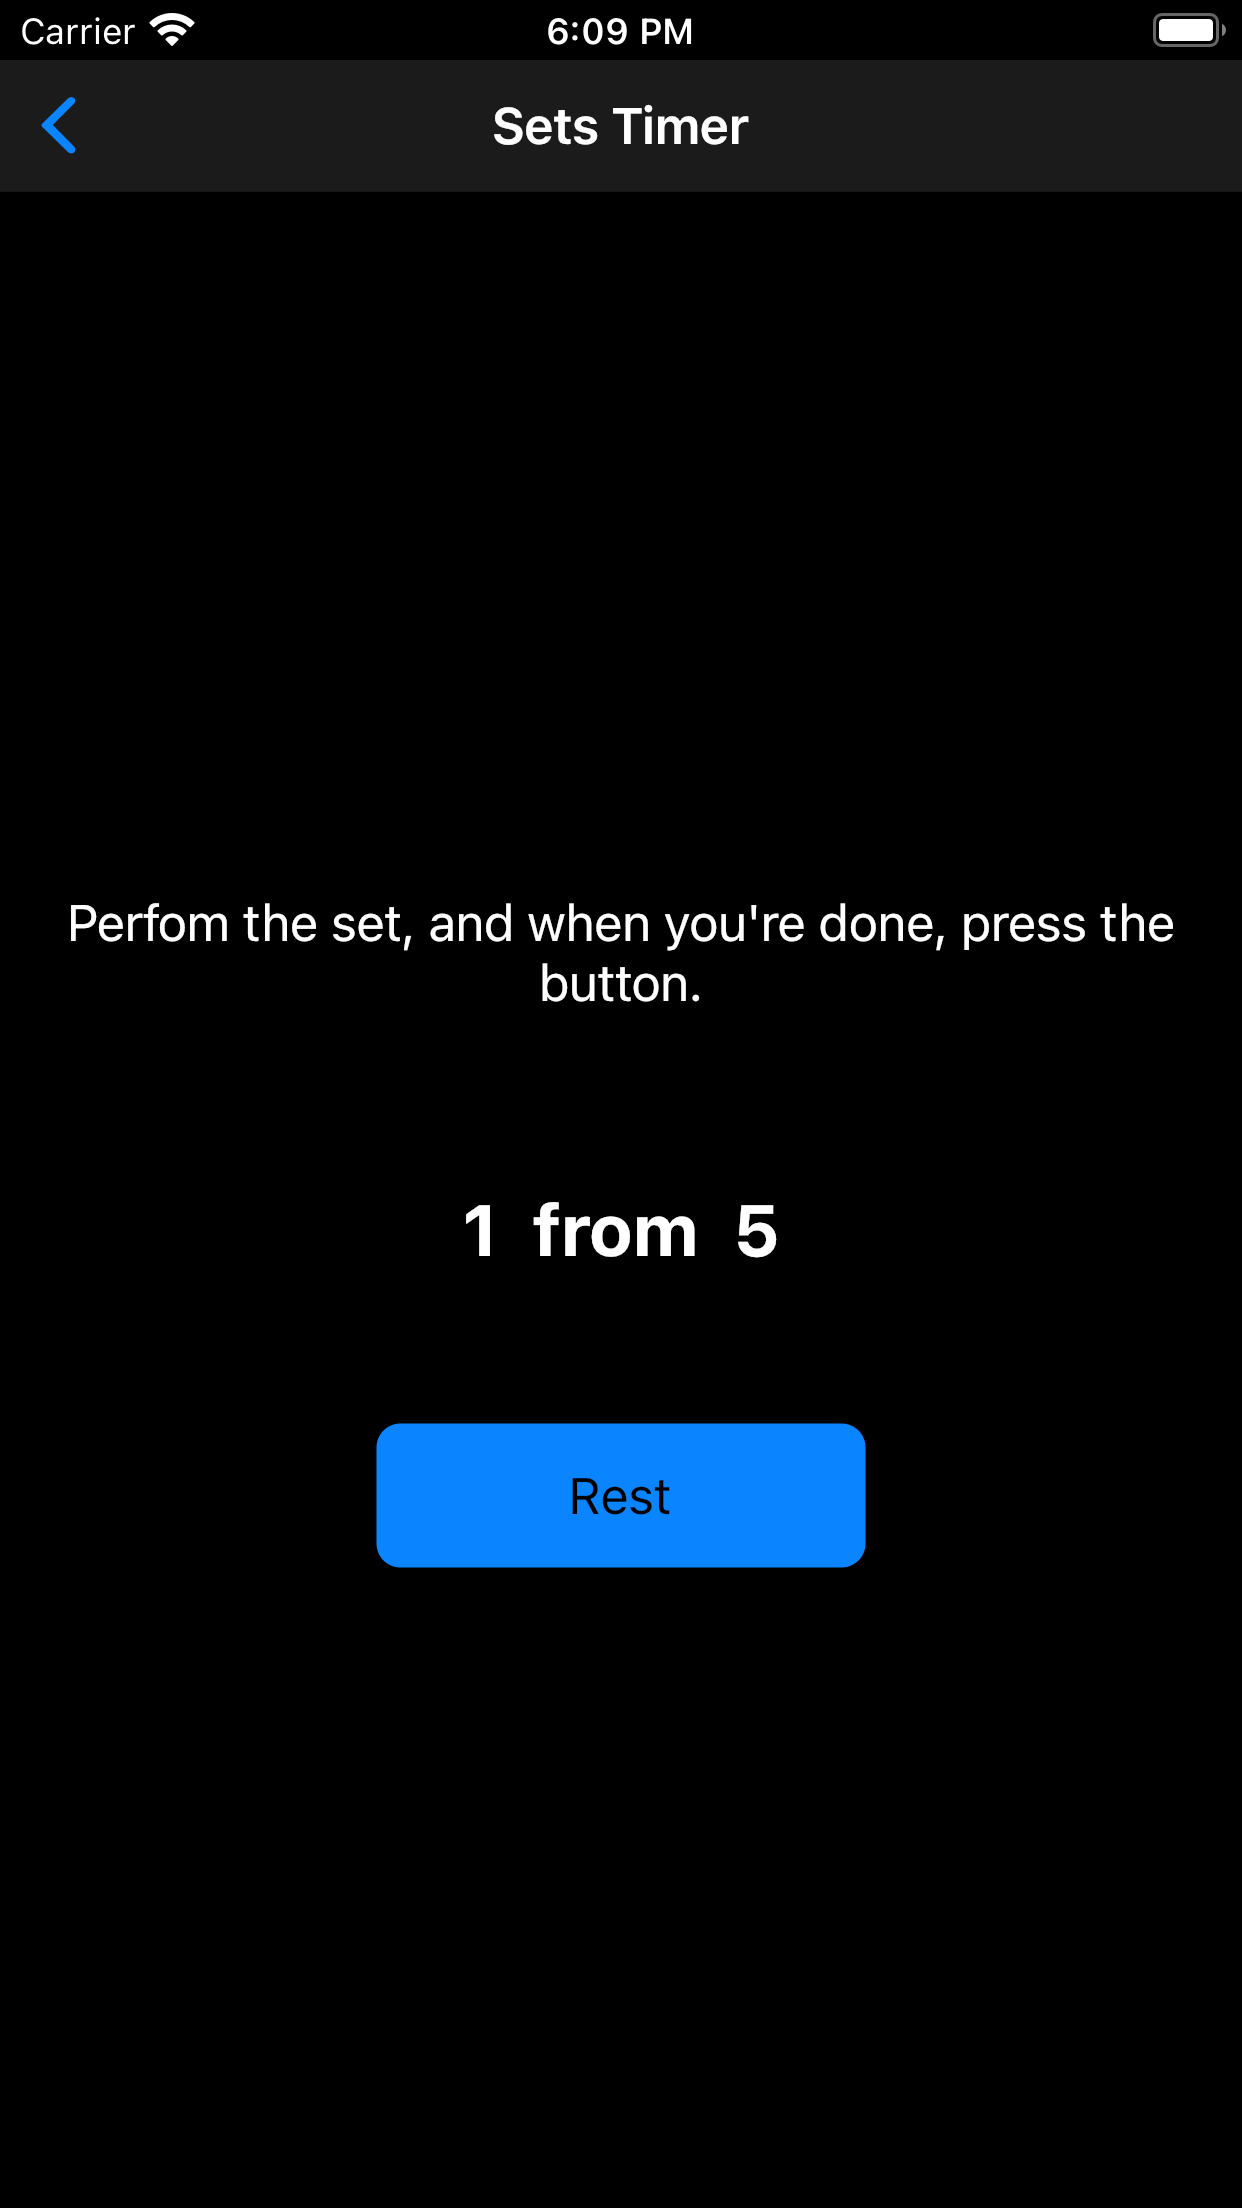 Carrier 6:09 PM
Sets Timer
Perfom the set, and when you're done, press the
button.
1 from 5
Rest